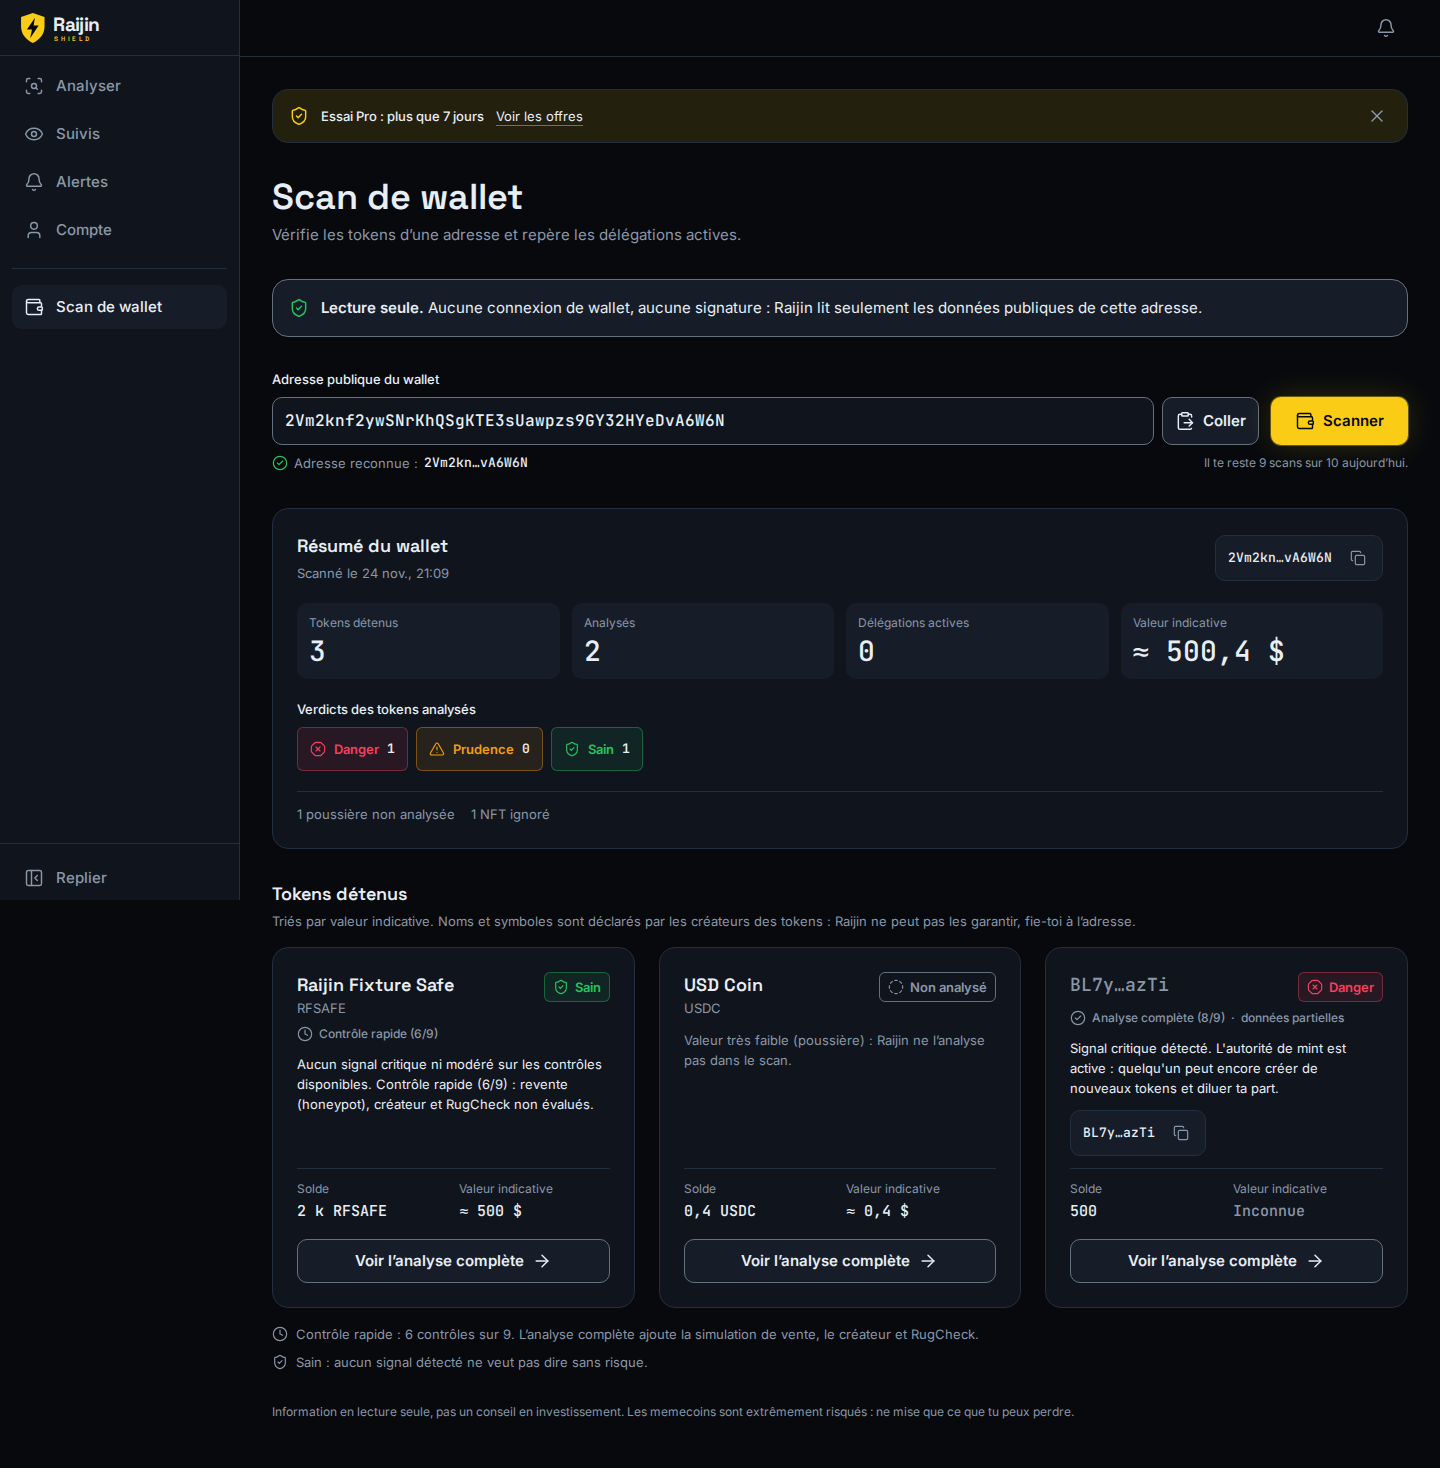 Raijin
SHIELD
Analyser
Suivis
Alertes
Compte
Scan de wallet
Replier
Essai Pro : plus que 7 jours Voir les offres
Scan de wallet
Vérifie les tokens d’une adresse et repère les délégations actives.
Lecture seule. Aucune connexion de wallet, aucune signature : Raijin lit seulement les données publiques de cette adresse.
Adresse publique du wallet
2Vm2knf2ywSNrKhQSgKTE3sUawpzs9GY32HYeDvA6W6N
Coller
Scanner
Adresse reconnue : 2Vm2kn…vA6W6N
Il te reste 9 scans sur 10 aujourd’hui.
Résumé du wallet
Scanné le 24 nov., 21:09
2Vm2kn…vA6W6N
Tokens détenus
3
Analysés
2
Délégations actives
0
Valeur indicative
≈ 500,4 $
Verdicts des tokens analysés
Danger 1
Prudence 0
Sain 1
1 poussière non analysée 1 NFT ignoré
Tokens détenus
Triés par valeur indicative. Noms et symboles sont déclarés par les créateurs des tokens : Raijin ne peut pas les garantir, fie-toi à l’adresse.
Raijin Fixture Safe
Sain
RFSAFE
Contrôle rapide (6/9)
Aucun signal critique ni modéré sur les contrôles
disponibles. Contrôle rapide (6/9) : revente
(honeypot), créateur et RugCheck non évalués.
Solde
2 k RFSAFE
Valeur indicative
≈ 500 $
Voir l’analyse complète
USD Coin
Non analysé
USDC
Valeur très faible (poussière) : Raijin ne l’analyse
pas dans le scan.
Solde
0,4 USDC
Valeur indicative
≈ 0,4 $
Voir l’analyse complète
BL7y…azTi
Danger
Analyse complète (8/9) · données partielles
Signal critique détecté. L'autorité de mint est
active : quelqu'un peut encore créer de
nouveaux tokens et diluer ta part.
BL7y…azTi
Solde
500
Valeur indicative
Inconnue
Voir l’analyse complète
Contrôle rapide : 6 contrôles sur 9. L’analyse complète ajoute la simulation de vente, le créateur et RugCheck.
Sain : aucun signal détecté ne veut pas dire sans risque.
Information en lecture seule, pas un conseil en investissement. Les memecoins sont extrêmement risqués : ne mise que ce que tu peux perdre.